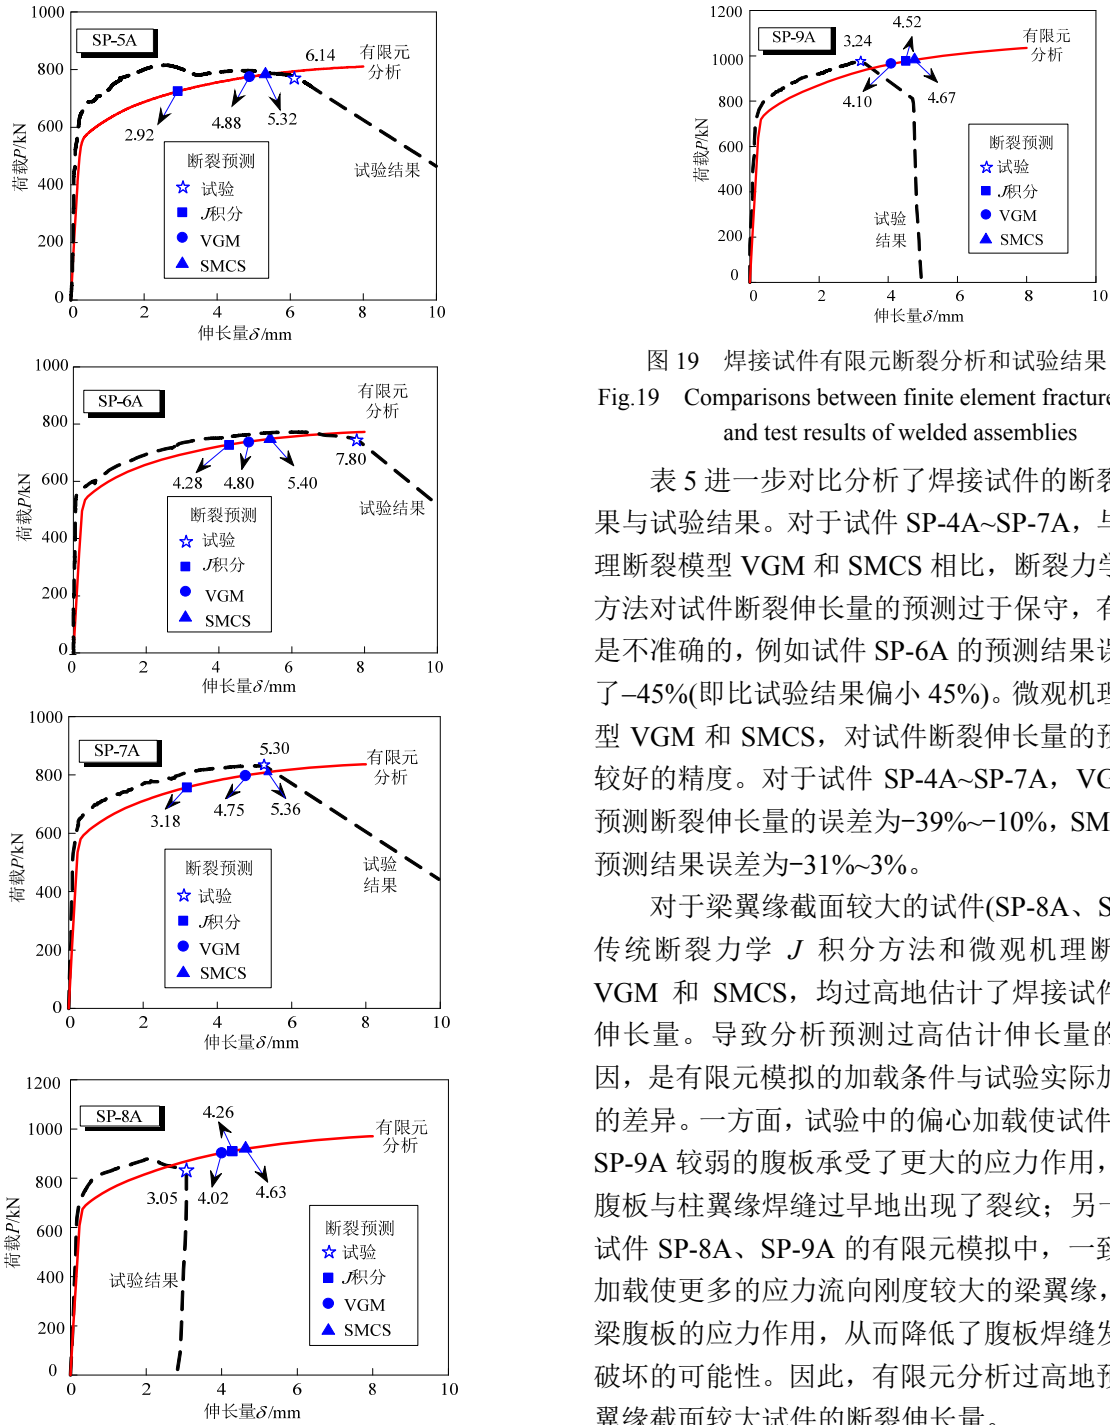 SP-5A
1000
800
600
400
200
0
荷载P/kN
6.14
有限元
分析
2.92
4.88
5.32
断裂预测
试验
J积分
VGM
SMCS
试验结果
0
2
4
6
8
10
伸长量δ/mm
SP-6A
1000
800
600
400
200
0
荷载P/kN
有限元
分析
7.80
4.28
4.80
5.40
断裂预测
试验
J积分
VGM
SMCS
试验结果
0
2
4
6
8
10
伸长量δ/mm
SP-7A
1000
800
600
400
200
0
荷载P/kN
5.30
有限元
分析
3.18
4.75
5.36
断裂预测
试验
J积分
VGM
SMCS
试验
结果
0
2
4
6
8
10
伸长量δ/mm
SP-8A
1200
1000
800
600
400
200
0
荷载P/kN
4.26
有限元
分析
3.05
4.02
4.63
断裂预测
试验
J积分
VGM
SMCS
试验结果
0
2
4
6
8
10
伸长量δ/mm
SP-9A
1200
1000
800
600
400
200
0
荷载P/kN
3.24
4.52
有限元
分析
4.10
4.67
断裂预测
试验
J积分
VGM
SMCS
试验
结果
0
2
4
6
8
10
伸长量δ/mm
图 19 焊接试件有限元断裂分析和试验结果
Fig.19 Comparisons between finite element fracture
and test results of welded assemblies
表 5 进一步对比分析了焊接试件的断裂
果与试验结果。对于试件 SP-4A~SP-7A，与
理断裂模型 VGM 和 SMCS 相比，断裂力学
方法对试件断裂伸长量的预测过于保守，有
是不准确的，例如试件 SP-6A 的预测结果误
了–45%(即比试验结果偏小 45%)。微观机理
型 VGM 和 SMCS，对试件断裂伸长量的预
较好的精度。对于试件 SP-4A~SP-7A，VG
预测断裂伸长量的误差为−39%~−10%，SM
预测结果误差为−31%~3%。
对于梁翼缘截面较大的试件(SP-8A、S
传统断裂力学 J 积分方法和微观机理断
VGM 和 SMCS，均过高地估计了焊接试件
伸长量。导致分析预测过高估计伸长量的
因，是有限元模拟的加载条件与试验实际加
的差异。一方面，试验中的偏心加载使试件
SP-9A 较弱的腹板承受了更大的应力作用，
腹板与柱翼缘焊缝过早地出现了裂纹；另一
试件 SP-8A、SP-9A 的有限元模拟中，一致
加载使更多的应力流向刚度较大的梁翼缘，
梁腹板的应力作用，从而降低了腹板焊缝发
破坏的可能性。因此，有限元分析过高地预
翼缘截面较大试件的断裂伸长量。